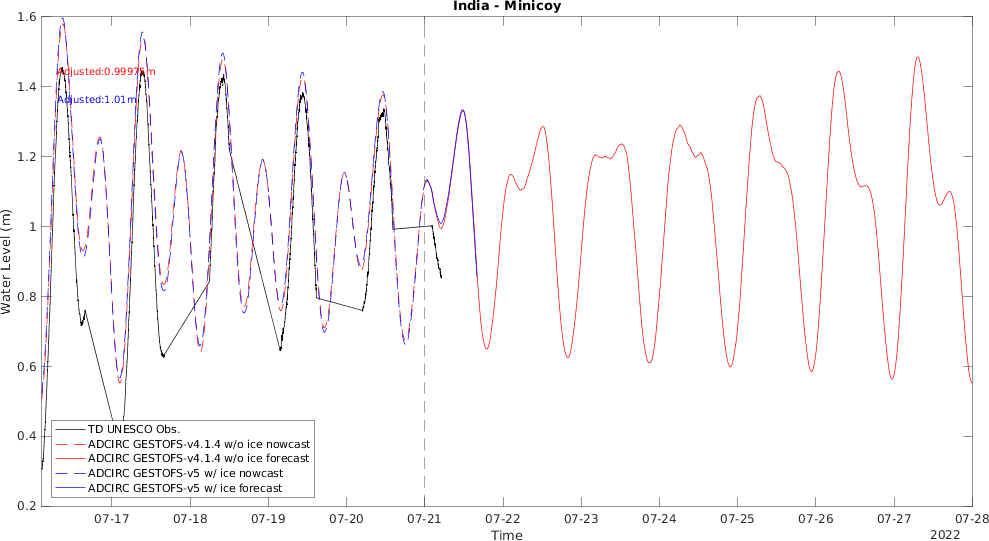 India - Minicoy
Water Level (m)
1.6
1.4
1.2
1
0.8
0.6
0.4
0.2
Adjusted:0.99975m
Adjusted:1.01m
TD UNESCO Obs.
ADCIRC GESTOFS-v4.1.4 w/o ice nowcast
ADCIRC GESTOFS-v4.1.4 w/o ice forecast
ADCIRC GESTOFS-v5 w/ ice nowcast
ADCIRC GESTOFS-v5 w/ ice forecast
07-17 07-18 07-19 07-20 07-21 07-22 07-23 07-24 07-25 07-26 07-27 07-28
Time
2022